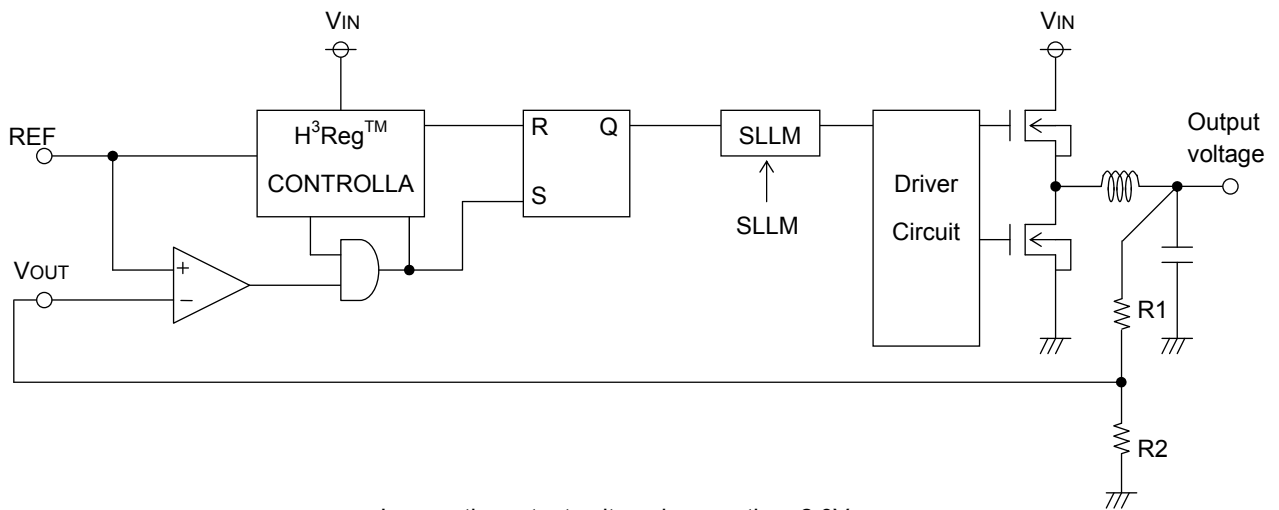 VIN
VIN
REF
H³Reg™
CONTROLLA
R
Q
S
SLLM
SLLM
Driver
Circuit
Output
voltage
VOUT
+
−
R1
R2